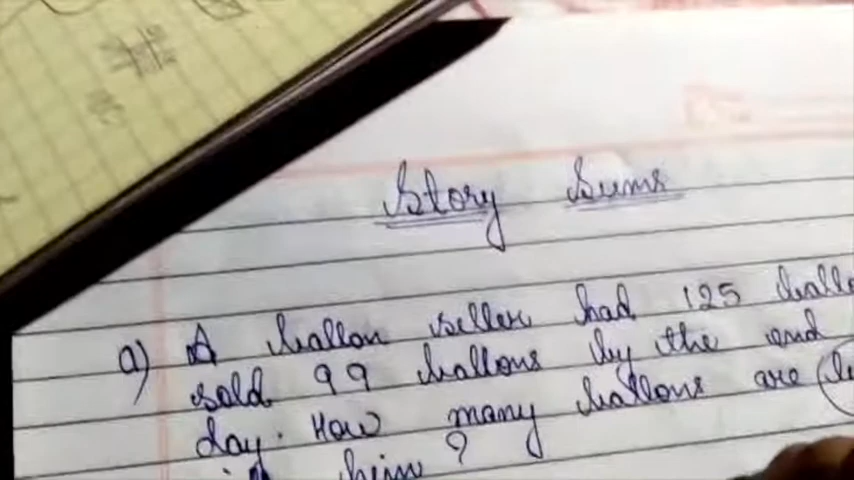 Story Sums
a) A ballon seller had 125 ballo
sold 99 ballons by the end
day. How many ballons are
him ?